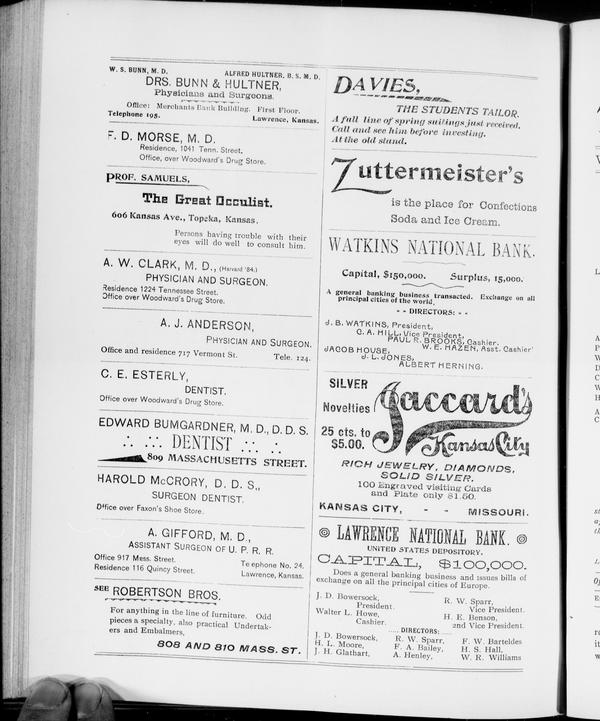 W. S. BUNN, M. D. ALFRED HULTNER, B. S. M. D.
DRS. BUNN & HULTNER,
Physicians and Surgeons.
Office: Merchants Bank Building. First Floor.
Telephone 195. Lawrence, Kansas.
F. D. MORSE, M. D.
Residence, 1041 Tenn. Street.
Office, over Woodward's Drug Store.
PROF. SAMUELS,
The Great Occulist.
606 Kansas Ave., Topeka, Kansas.
Persons having trouble with their
eyes will do well to consult him.
A. W. CLARK, M. D., (Harvard '84.)
PHYSICIAN AND SURGEON.
Residence 1224 Tennessee Street.
Office over Woodward's Drug Store.
A. J. ANDERSON,
PHYSICIAN AND SURGEON.
Office and residence 717 Vermont St. Tele. 124.
C. E. ESTERLY,
DENTIST.
Office over Woodward's Drug Store.
EDWARD BUMGARDNER, M. D., D. D. S.
DENTIST
809 MASSACHUSETTS STREET.
HAROLD McCRORY, D. D. S.,
SURGEON DENTIST.
Office over Faxon's Shoe Store.
A. GIFFORD, M. D.,
ASSISTANT SURGEON OF U. P. R. R.
Office 917 Mess. Street. Te ephone No. 24.
Residence 116 Quincy Street. Lawrence, Kansas.
SEE ROBERTSON BROS.
For anything in the line of furniture. Odd
pieces a specialty, also practical Undertak-
ers and Embalmers,
808 AND 810 MASS. ST.
DAVIES,
THE STUDENTS TAILOR.
A full line of spring suitings just received.
Call and see him before investing.
At the old stand.
Zuttermeister's
is the place for Confections
Soda and Ice Cream.
WATKINS NATIONAL BANK.
Capital, $150,000. Surplus, 15,000.
A general banking business transacted. Exchange on all
principal cities of the world.
- - DIRECTORS: - -
J. B. WATKINS, President,
C. A. HILL, Vice President,
PAUL R. BROOKS, Cashier.
JACOB HOUSE, W. E. HAZEN, Asst. Cashier
J. L. JONES,
ALBERT HERNING.
SILVER
Novelties
25 cts. to
$5.00.
Jaccard's
Kansas City
RICH JEWELRY, DIAMONDS,
SOLID SILVER.
100 Engraved visiting Cards
and Plate only $1.50.
KANSAS CITY, - - MISSOURI.
LAWRENCE NATIONAL BANK.
UNITED STATES DEPOSITORY.
CAPITAL, $100,000.
Does a general banking business and issues bills of
exchange on all the principal cities of Europe.
J. D. Bowersock, R. W. Sparr,
President. Vice President.
Walter L. Howe, H. E. Benson,
Cashier. 2nd Vice President.
..... DIRECTORS: ....
J. D. Bowersock, R. W. Sparr, F. W. Barteldes
H. L. Moore, F. A. Bailey, H. S. Hall,
J. H. Glathart, A. Henley, W. R. Williams